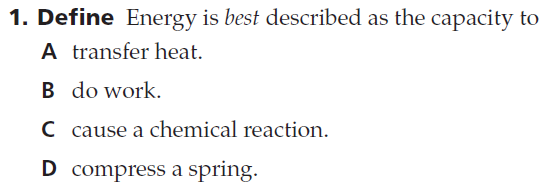 1. Define Energy is best described as the capacity to
A transfer heat.
B do work.
C cause a chemical reaction.
D compress a spring.